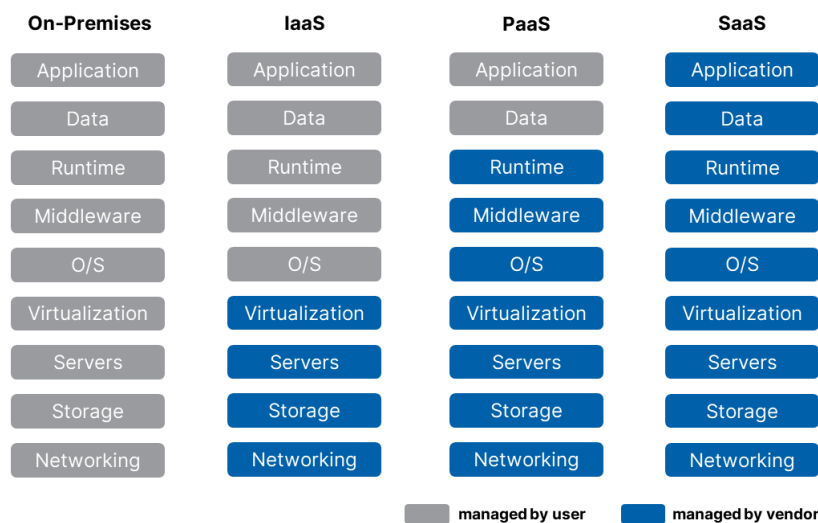 On-Premises IaaS PaaS SaaS
Application Application Application Application
Data Data Data Data
Runtime Runtime Runtime Runtime
Middleware Middleware Middleware Middleware
O/S O/S O/S O/S
Virtualization Virtualization Virtualization Virtualization
Servers Servers Servers Servers
Storage Storage Storage Storage
Networking Networking Networking Networking
managed by user managed by vendor